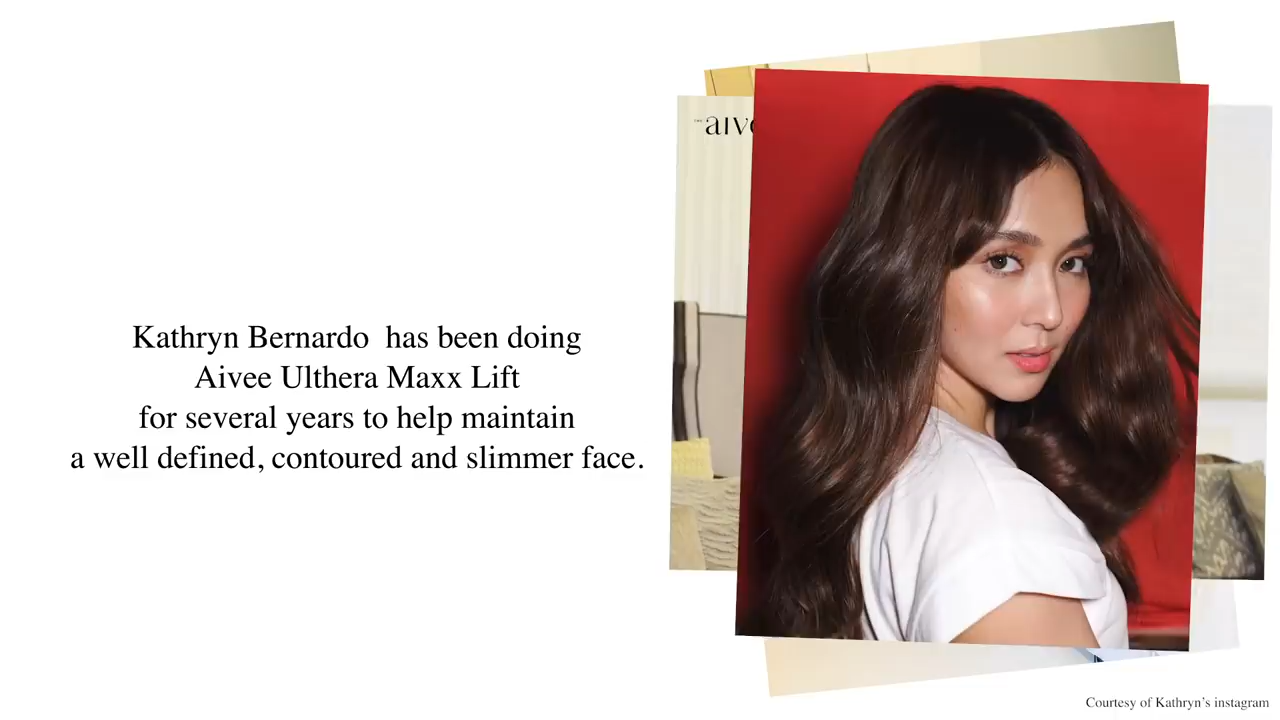 Kathryn Bernardo has been doing
Aivee Ulthera Maxx Lift
for several years to help maintain
a well defined, contoured and slimmer face.
Courtesy of Kathryn's instagram